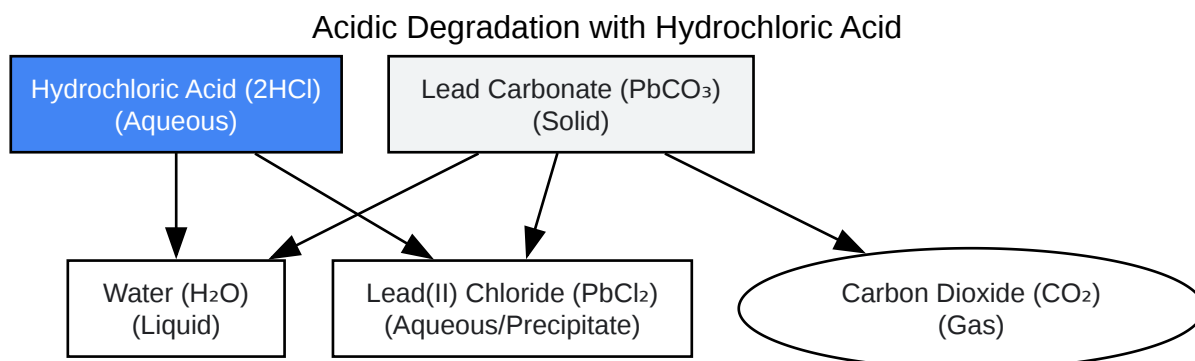 Acidic Degradation with Hydrochloric Acid
Hydrochloric Acid (2HCl)
(Aqueous)
Lead Carbonate (PbCO₃)
(Solid)
Water (H₂O)
(Liquid)
Lead(II) Chloride (PbCl₂)
(Aqueous/Precipitate)
Carbon Dioxide (CO₂)
(Gas)